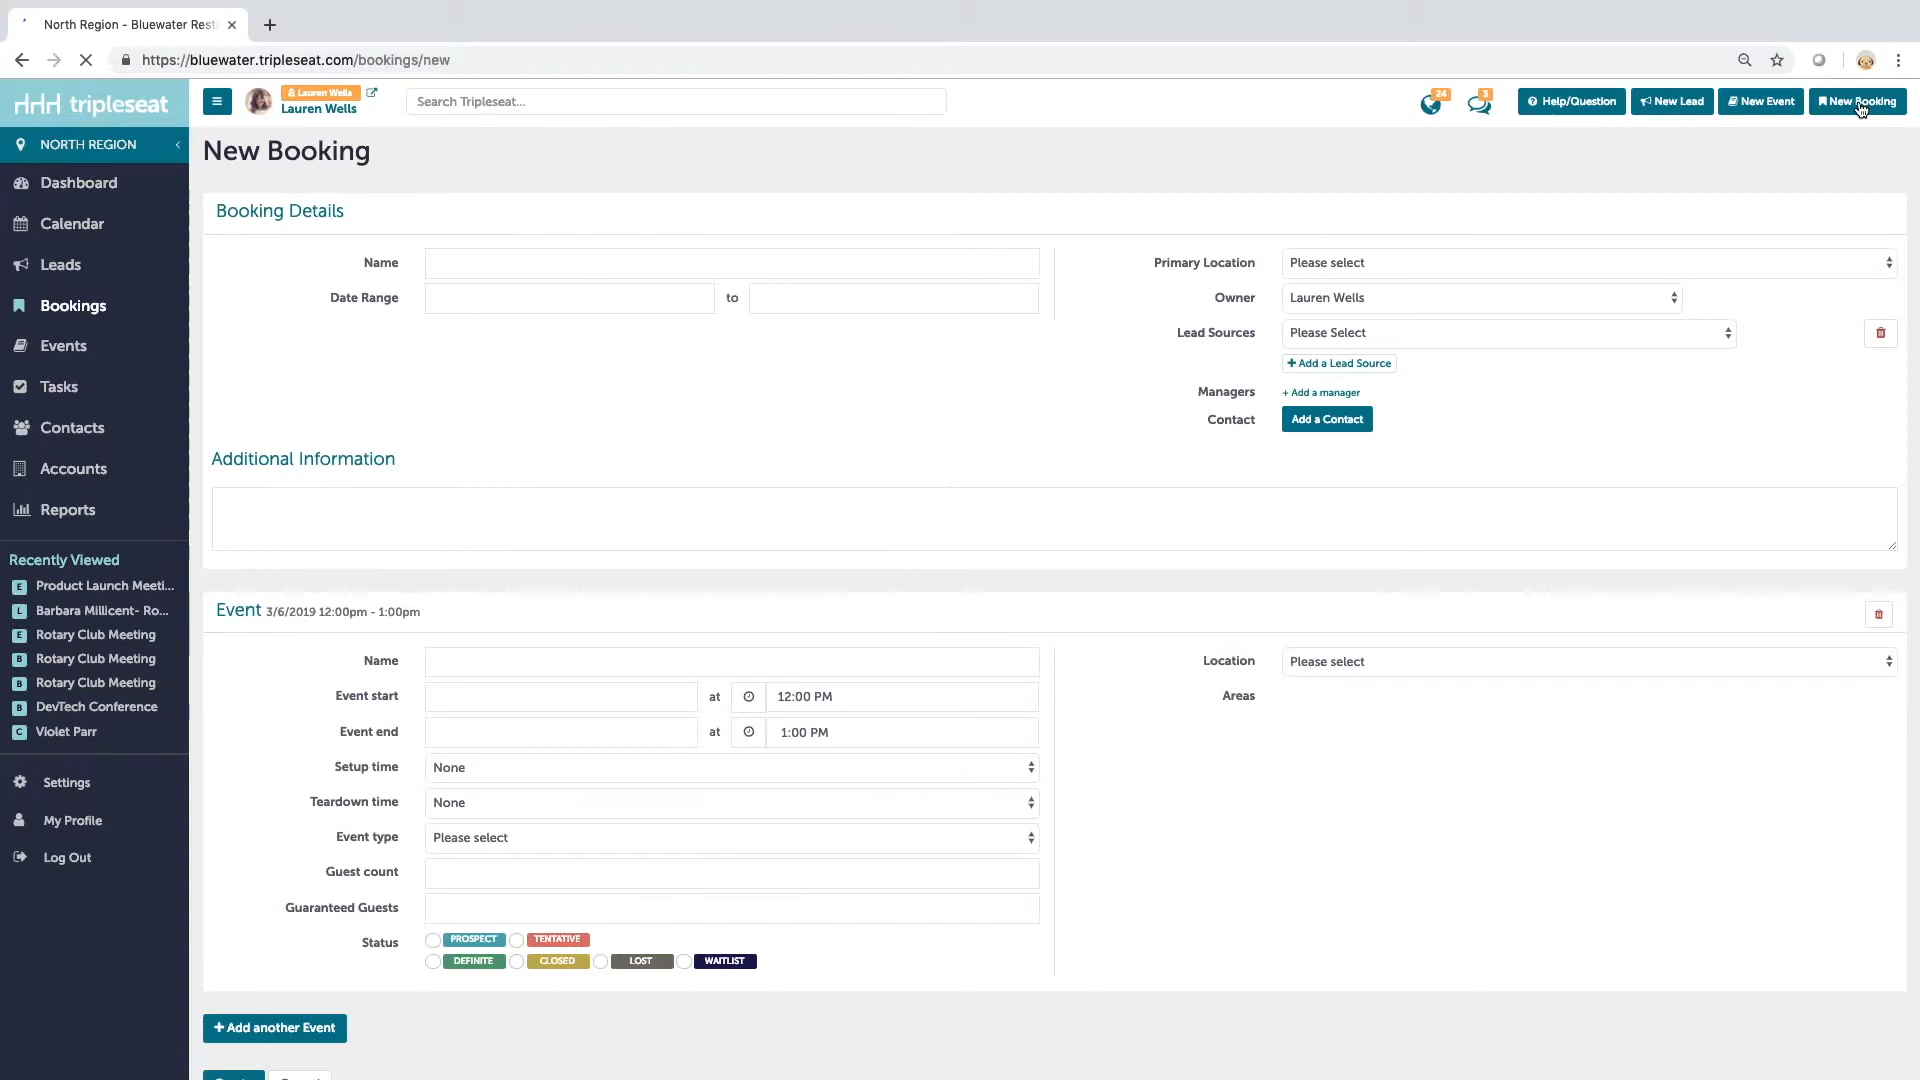 North Region - Bluewater Rest
https://bluewater.tripleseat.com/bookings/new
tripleseat
Lauren Wells
Lauren Wells
Search Tripleseat...
24
3
Help/Question
New Lead
New Event
New Booking
NORTH REGION
Dashboard
Calendar
Leads
Bookings
Events
Tasks
Contacts
Accounts
Reports
Recently Viewed
E Product Launch Meeti...
L Barbara Millicent- Ro...
E Rotary Club Meeting
B Rotary Club Meeting
B Rotary Club Meeting
B DevTech Conference
C Violet Parr
Settings
My Profile
Log Out
New Booking
Booking Details
Name
Date Range to
Primary Location Please select
Owner Lauren Wells
Lead Sources Please Select
+ Add a Lead Source
Managers + Add a manager
Contact Add a Contact
Additional Information
Event 3/6/2019 12:00pm - 1:00pm
Name
Event start at 12:00 PM
Event end at 1:00 PM
Setup time None
Teardown time None
Event type Please select
Guest count
Guaranteed Guests
Status PROSPECT TENTATIVE
DEFINITE CLOSED LOST WAITLIST
Location Please select
Areas
+ Add another Event